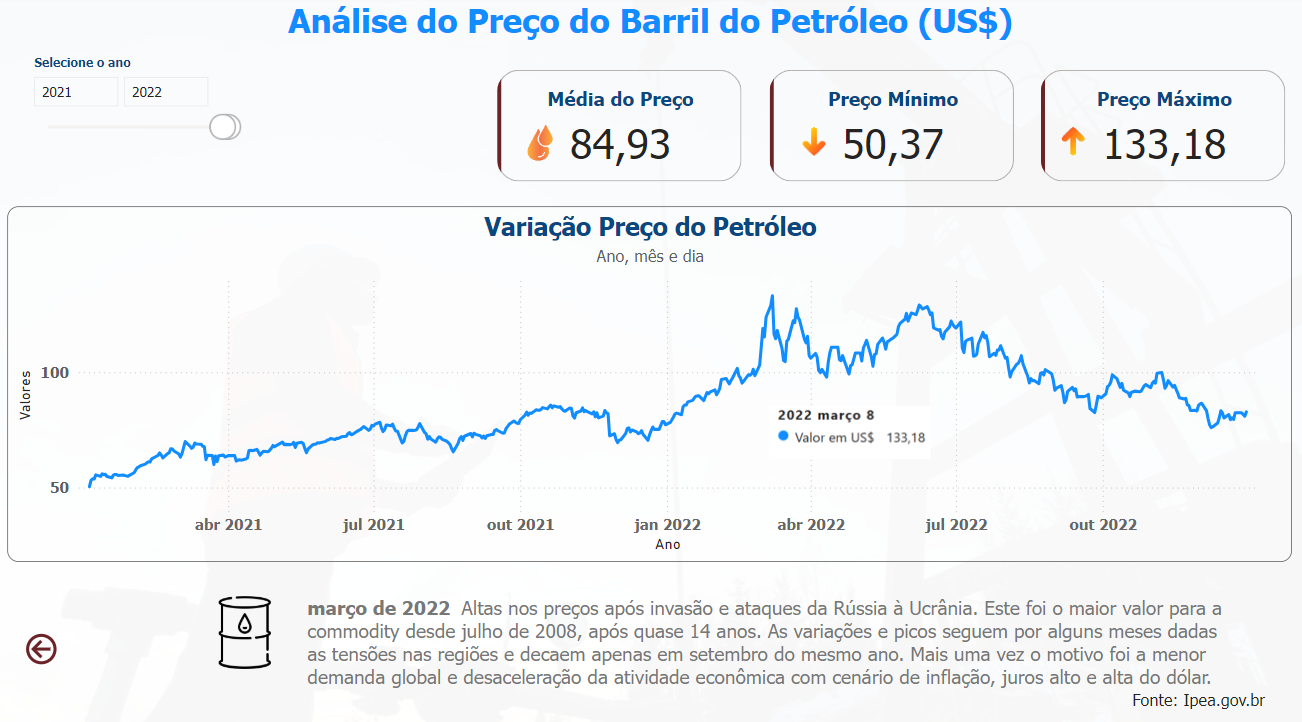 Análise do Preço do Barril do Petróleo (US$)
Selecione o ano
2021 2022
Média do Preço
84,93
Preço Mínimo
50,37
Preço Máximo
133,18
Variação Preço do Petróleo
Ano, mês e dia
Valores
100
50
2022 março 8
Valor em US$ 133,18
abr 2021 jul 2021 out 2021 jan 2022 abr 2022 jul 2022 out 2022
Ano
março de 2022 Altas nos preços após invasão e ataques da Rússia à Ucrânia. Este foi o maior valor para a
commodity desde julho de 2008, após quase 14 anos. As variações e picos seguem por alguns meses dadas
as tensões nas regiões e decaem apenas em setembro do mesmo ano. Mais uma vez o motivo foi a menor
demanda global e desaceleração da atividade econômica com cenário de inflação, juros alto e alta do dólar.
Fonte: Ipea.gov.br